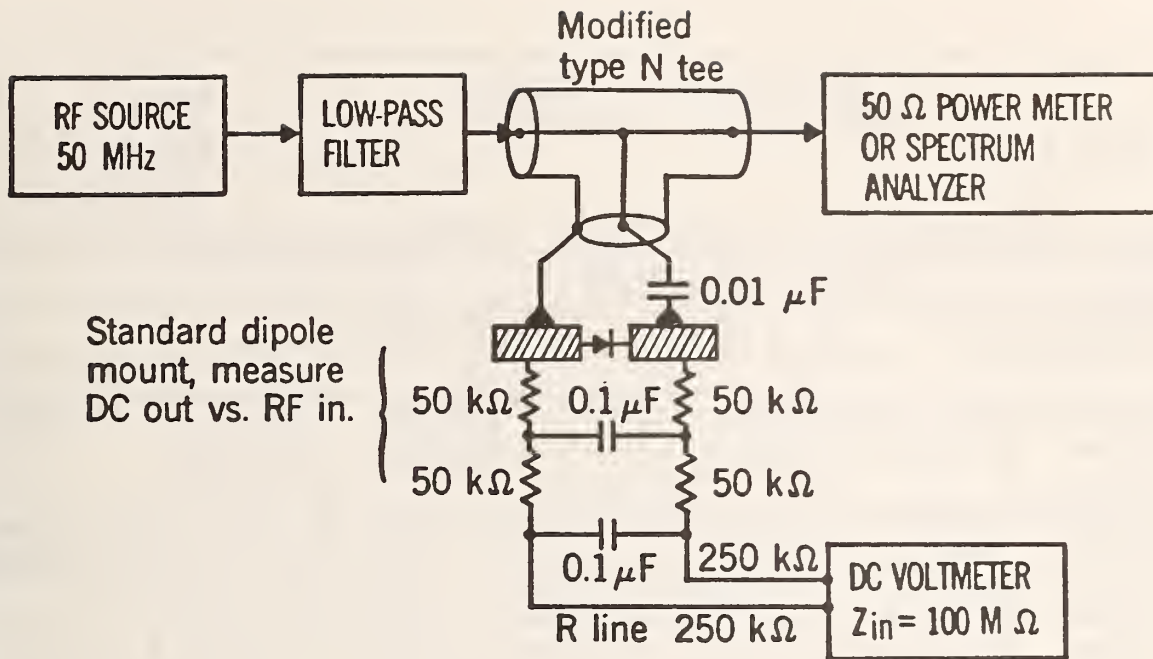 Modified
type N tee
RF SOURCE
50 MHz
LOW-PASS
FILTER
50 Ω POWER METER
OR SPECTRUM
ANALYZER
0.01 μF
Standard dipole
mount, measure
DC out vs. RF in.
50 kΩ
0.1 μF
50 kΩ
50 kΩ
50 kΩ
0.1 μF
250 kΩ
R line 250 kΩ
DC VOLTMETER
Zin = 100 M Ω